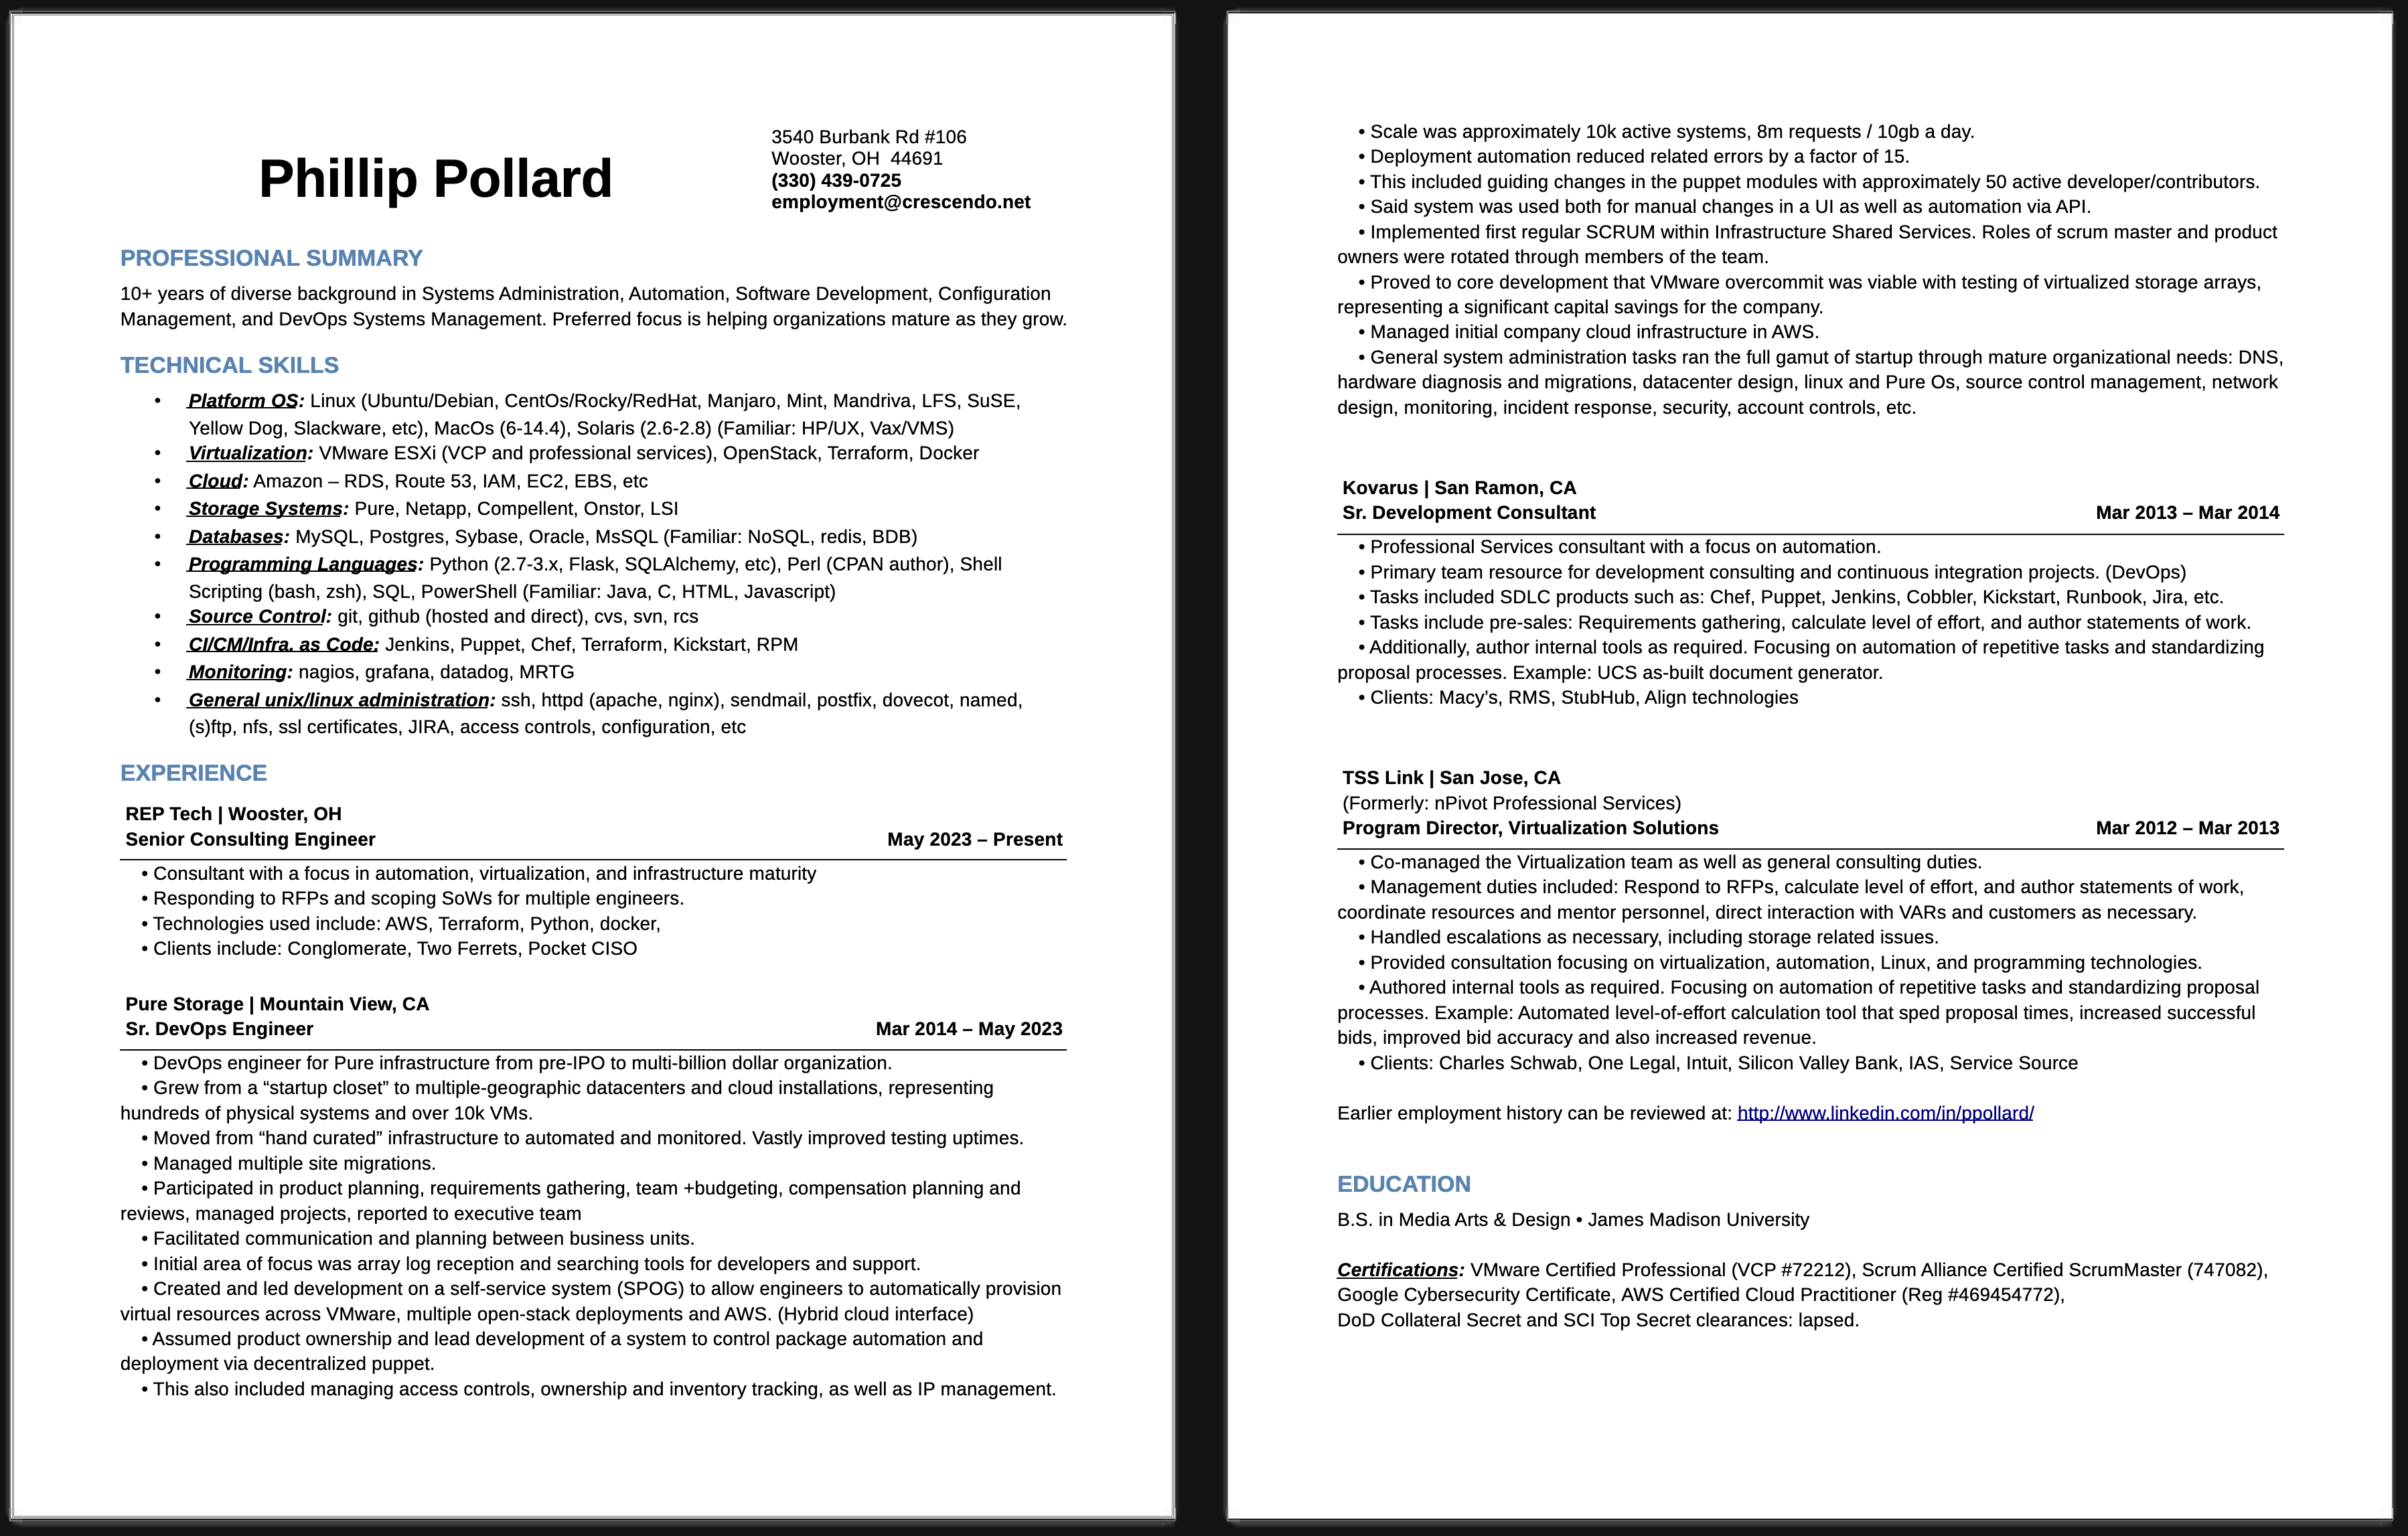 Phillip Pollard
3540 Burbank Rd #106
Wooster, OH  44691
(330) 439-0725
employment@crescendo.net
PROFESSIONAL SUMMARY
10+ years of diverse background in Systems Administration, Automation, Software Development, Configuration
Management, and DevOps Systems Management. Preferred focus is helping organizations mature as they grow.
TECHNICAL SKILLS
• Platform OS: Linux (Ubuntu/Debian, CentOs/Rocky/RedHat, Manjaro, Mint, Mandriva, LFS, SuSE,
Yellow Dog, Slackware, etc), MacOs (6-14.4), Solaris (2.6-2.8) (Familiar: HP/UX, Vax/VMS)
• Virtualization: VMware ESXi (VCP and professional services), OpenStack, Terraform, Docker
• Cloud: Amazon – RDS, Route 53, IAM, EC2, EBS, etc
• Storage Systems: Pure, Netapp, Compellent, Onstor, LSI
• Databases: MySQL, Postgres, Sybase, Oracle, MsSQL (Familiar: NoSQL, redis, BDB)
• Programming Languages: Python (2.7-3.x, Flask, SQLAlchemy, etc), Perl (CPAN author), Shell
Scripting (bash, zsh), SQL, PowerShell (Familiar: Java, C, HTML, Javascript)
• Source Control: git, github (hosted and direct), cvs, svn, rcs
• CI/CM/Infra. as Code: Jenkins, Puppet, Chef, Terraform, Kickstart, RPM
• Monitoring: nagios, grafana, datadog, MRTG
• General unix/linux administration: ssh, httpd (apache, nginx), sendmail, postfix, dovecot, named,
(s)ftp, nfs, ssl certificates, JIRA, access controls, configuration, etc
EXPERIENCE
REP Tech | Wooster, OH
Senior Consulting Engineer May 2023 – Present
• Consultant with a focus in automation, virtualization, and infrastructure maturity
• Responding to RFPs and scoping SoWs for multiple engineers.
• Technologies used include: AWS, Terraform, Python, docker,
• Clients include: Conglomerate, Two Ferrets, Pocket CISO
Pure Storage | Mountain View, CA
Sr. DevOps Engineer Mar 2014 – May 2023
• DevOps engineer for Pure infrastructure from pre-IPO to multi-billion dollar organization.
• Grew from a “startup closet” to multiple-geographic datacenters and cloud installations, representing
hundreds of physical systems and over 10k VMs.
• Moved from “hand curated” infrastructure to automated and monitored. Vastly improved testing uptimes.
• Managed multiple site migrations.
• Participated in product planning, requirements gathering, team +budgeting, compensation planning and
reviews, managed projects, reported to executive team
• Facilitated communication and planning between business units.
• Initial area of focus was array log reception and searching tools for developers and support.
• Created and led development on a self-service system (SPOG) to allow engineers to automatically provision
virtual resources across VMware, multiple open-stack deployments and AWS. (Hybrid cloud interface)
• Assumed product ownership and lead development of a system to control package automation and
deployment via decentralized puppet.
• This also included managing access controls, ownership and inventory tracking, as well as IP management.
• Scale was approximately 10k active systems, 8m requests / 10gb a day.
• Deployment automation reduced related errors by a factor of 15.
• This included guiding changes in the puppet modules with approximately 50 active developer/contributors.
• Said system was used both for manual changes in a UI as well as automation via API.
• Implemented first regular SCRUM within Infrastructure Shared Services. Roles of scrum master and product
owners were rotated through members of the team.
• Proved to core development that VMware overcommit was viable with testing of virtualized storage arrays,
representing a significant capital savings for the company.
• Managed initial company cloud infrastructure in AWS.
• General system administration tasks ran the full gamut of startup through mature organizational needs: DNS,
hardware diagnosis and migrations, datacenter design, linux and Pure Os, source control management, network
design, monitoring, incident response, security, account controls, etc.
Kovarus | San Ramon, CA
Sr. Development Consultant Mar 2013 – Mar 2014
• Professional Services consultant with a focus on automation.
• Primary team resource for development consulting and continuous integration projects. (DevOps)
• Tasks included SDLC products such as: Chef, Puppet, Jenkins, Cobbler, Kickstart, Runbook, Jira, etc.
• Tasks include pre-sales: Requirements gathering, calculate level of effort, and author statements of work.
• Additionally, author internal tools as required. Focusing on automation of repetitive tasks and standardizing
proposal processes. Example: UCS as-built document generator.
• Clients: Macy’s, RMS, StubHub, Align technologies
TSS Link | San Jose, CA
(Formerly: nPivot Professional Services)
Program Director, Virtualization Solutions Mar 2012 – Mar 2013
• Co-managed the Virtualization team as well as general consulting duties.
• Management duties included: Respond to RFPs, calculate level of effort, and author statements of work,
coordinate resources and mentor personnel, direct interaction with VARs and customers as necessary.
• Handled escalations as necessary, including storage related issues.
• Provided consultation focusing on virtualization, automation, Linux, and programming technologies.
• Authored internal tools as required. Focusing on automation of repetitive tasks and standardizing proposal
processes. Example: Automated level-of-effort calculation tool that sped proposal times, increased successful
bids, improved bid accuracy and also increased revenue.
• Clients: Charles Schwab, One Legal, Intuit, Silicon Valley Bank, IAS, Service Source
Earlier employment history can be reviewed at: http://www.linkedin.com/in/ppollard/
EDUCATION
B.S. in Media Arts & Design • James Madison University
Certifications: VMware Certified Professional (VCP #72212), Scrum Alliance Certified ScrumMaster (747082),
Google Cybersecurity Certificate, AWS Certified Cloud Practitioner (Reg #469454772),
DoD Collateral Secret and SCI Top Secret clearances: lapsed.